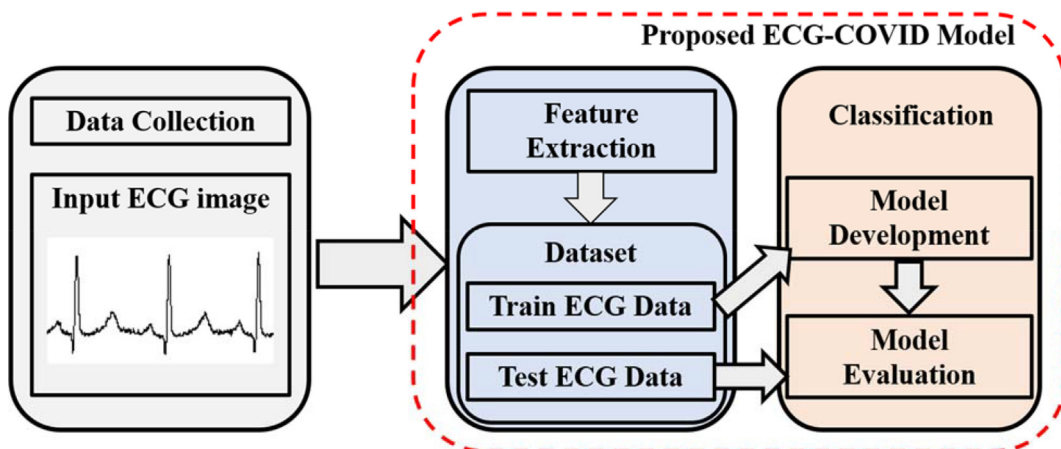 Proposed ECG-COVID Model
Data Collection
Input ECG image
Feature
Extraction
Dataset
Train ECG Data
Test ECG Data
Classification
Model
Development
Model
Evaluation